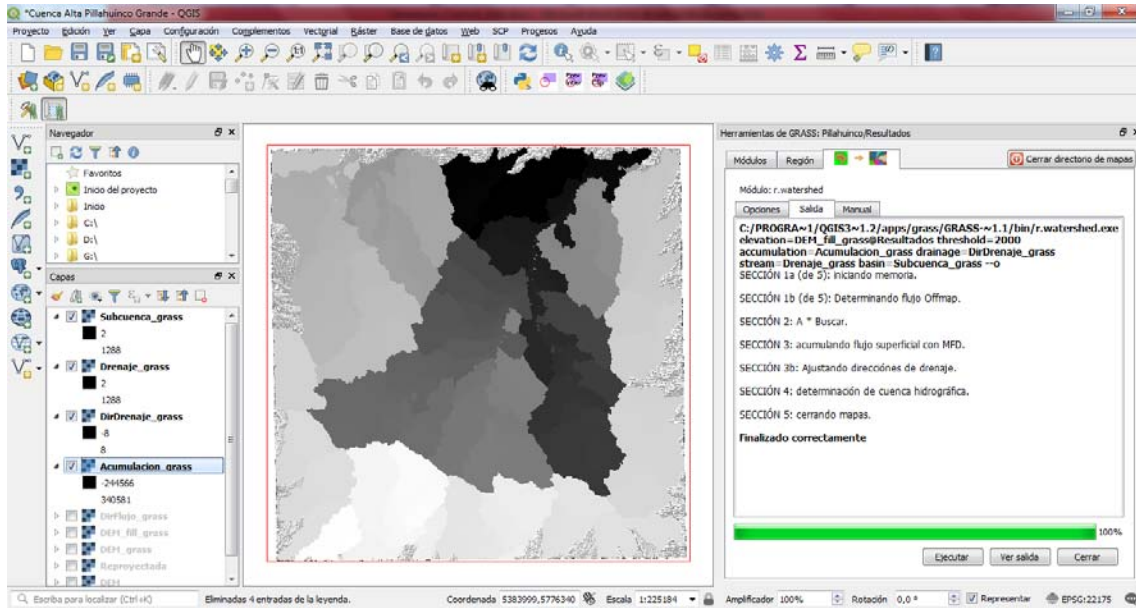 *Cuenca Alta Pillahuinco Grande - QGIS
Proyecto Edición Ver Capa Configuración Complementos Vectorial Ráster Base de datos Web SCP Procesos Ayuda
Navegador
Favoritos
Inicio del proyecto
Inicio
C:\
D:\
G:\
Capas
Subcuenca_grass
2
1288
Drenaje_grass
2
1288
DirDrenaje_grass
-8
8
Acumulacion_grass
-244566
340581
DirFlujo_grass
DEM_fill_grass
DEM_grass
Reproyectada
DEM
Herramientas de GRASS: Pilahuinco/Resultados
Módulos Región Cerrar directorio de mapas
Módulo: r.watershed
Opciones Salida Manual
C:/PROGRA~1/QGIS3~1.2/apps/grass/GRASS-~1.1/bin/r.watershed.exe
elevation=DEM_fill_grass@Resultados threshold=2000
accumulation=Acumulacion_grass drainage=DirDrenaje_grass
stream=Drenaje_grass basin=Subcuenca_grass --o
SECCIÓN 1a (de 5): iniciando memoria.
SECCIÓN 1b (de 5): Determinando flujo Offmap.
SECCIÓN 2: A * Buscar.
SECCIÓN 3: acumulando flujo superficial con MFD.
SECCIÓN 3b: Ajustando direcciónes de drenaje.
SECCIÓN 4: determinación de cuenca hidrográfica.
SECCIÓN 5: cerrando mapas.
Finalizado correctamente
100%
Ejecutar Ver salida Cerrar
Escriba para localizar (Ctrl+K) Eliminadas 4 entradas de la leyenda. Coordenada 5383999,5776340 Escala 1:225184 Amplificador 100% Rotación 0,0 ° Representar EPSG:22175